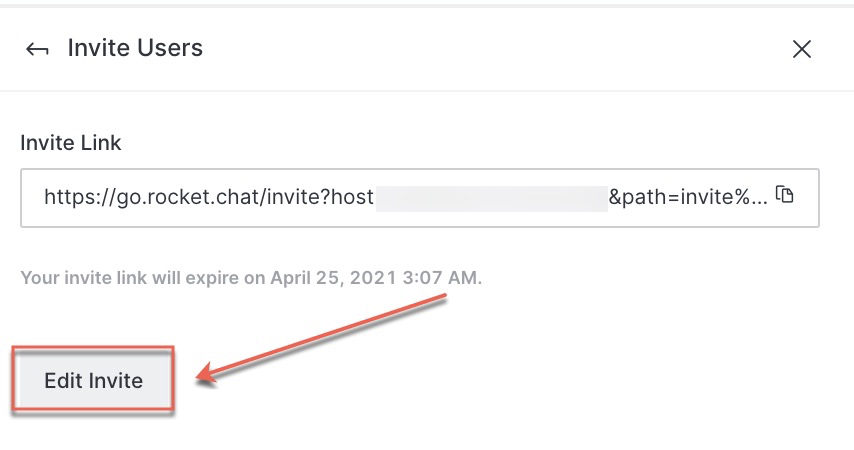 Invite Users
Invite Link
https://go.rocket.chat/invite?host &path=invite%...
Your invite link will expire on April 25, 2021 3:07 AM.
Edit Invite